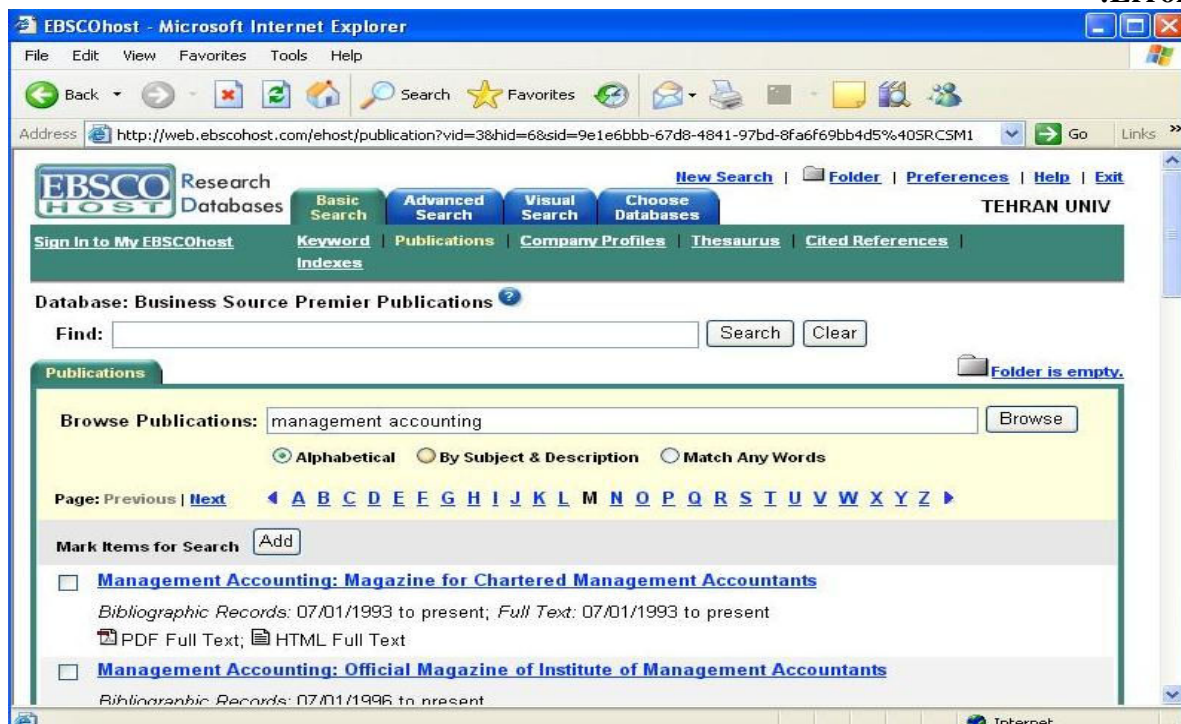 EBSCOhost - Microsoft Internet Explorer
File Edit View Favorites Tools Help
Back Search Favorites
Address http://web.ebscohost.com/ehost/publication?vid=3&hid=6&sid=9e1e6bbb-67d8-4841-97bd-8fa6f69bb4d5%40SRCSM1 Go Links »
New Search | Folder | Preferences | Help | Exit
EBSCO HOST Research Databases
Basic Search Advanced Search Visual Search Choose Databases
TEHRAN UNIV
Sign In to My EBSCOhost Keyword | Publications | Company Profiles | Thesaurus | Cited References |
Indexes
Database: Business Source Premier Publications ?
Find: Search Clear
Publications Folder is empty.
Browse Publications: management accounting Browse
Alphabetical By Subject & Description Match Any Words
Page: Previous | Next A B C D E F G H I J K L M N O P Q R S T U V W X Y Z
Mark Items for Search Add
Management Accounting: Magazine for Chartered Management Accountants
Bibliographic Records: 07/01/1993 to present; Full Text: 07/01/1993 to present
PDF Full Text; HTML Full Text
Management Accounting: Official Magazine of Institute of Management Accountants
Bibliographic Records: 07/01/1996 to present
Internet